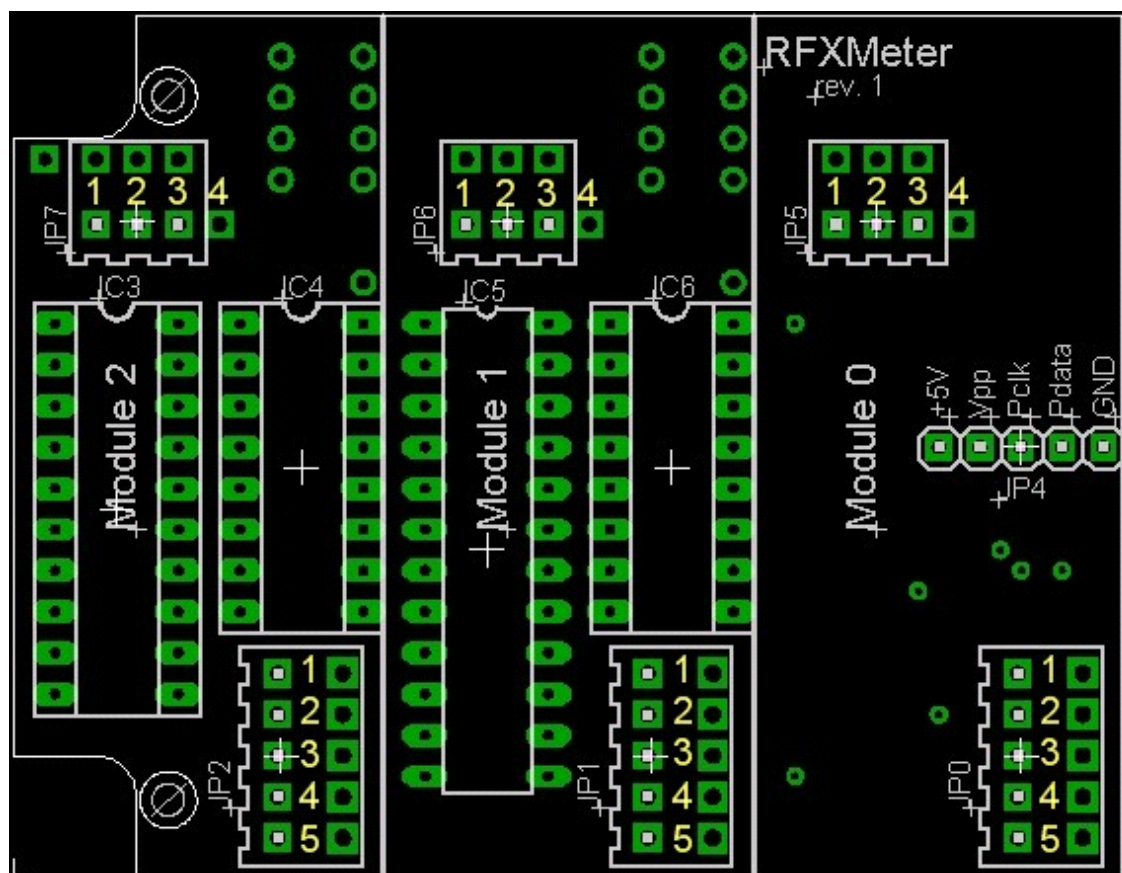 RFXMeter
rev. 1
1 2 3 4
JP7
1 2 3 4
JP6
1 2 3 4
JP5
IC3
IC4
IC5
IC6
Module 2
Module 1
Module 0
+5V
Vpp
Pclk
Pdata
GND
JP4
JP2
1
2
3
4
5
JP1
1
2
3
4
5
JP0
1
2
3
4
5